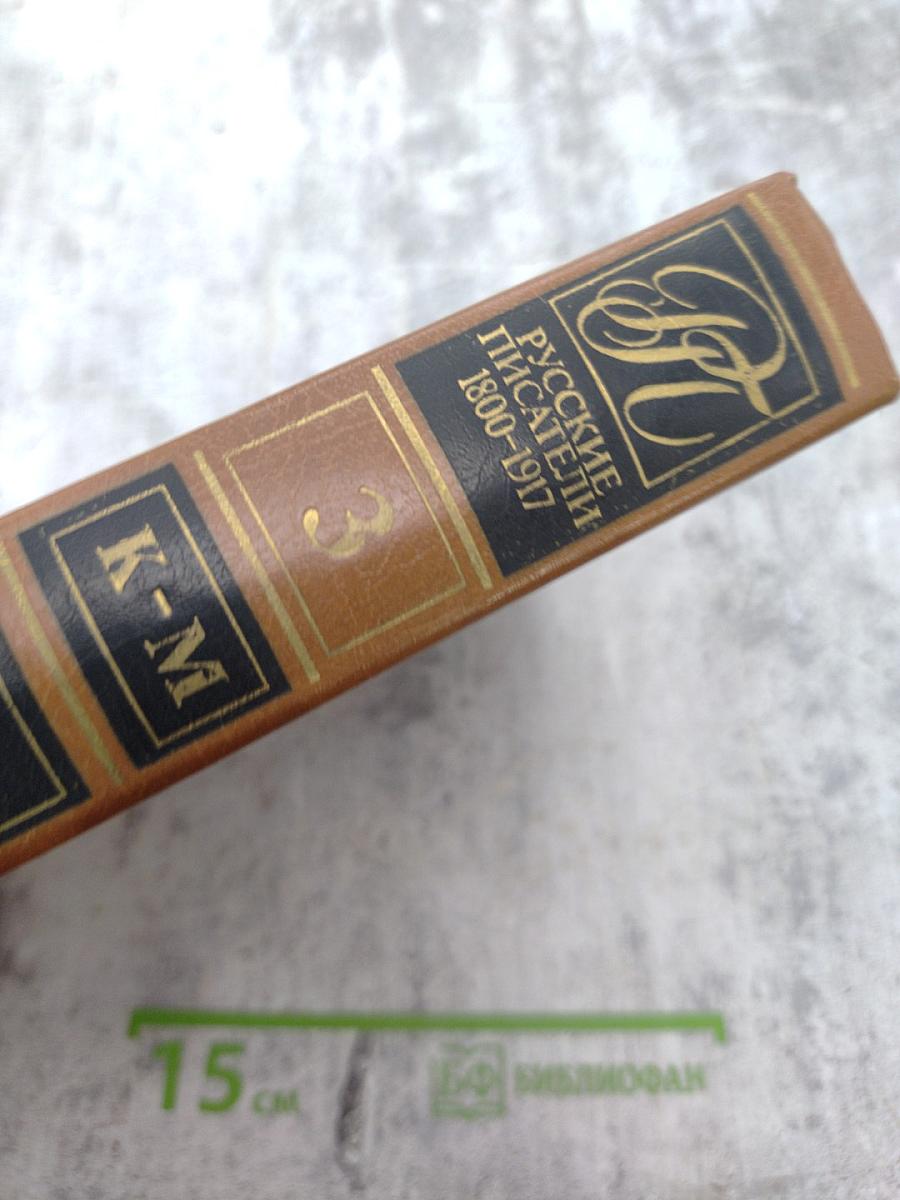 РП
РУССКИЕ
ПИСАТЕЛИ
1800-1917
3
К-М
15 см
БФ БИБЛИОФАН